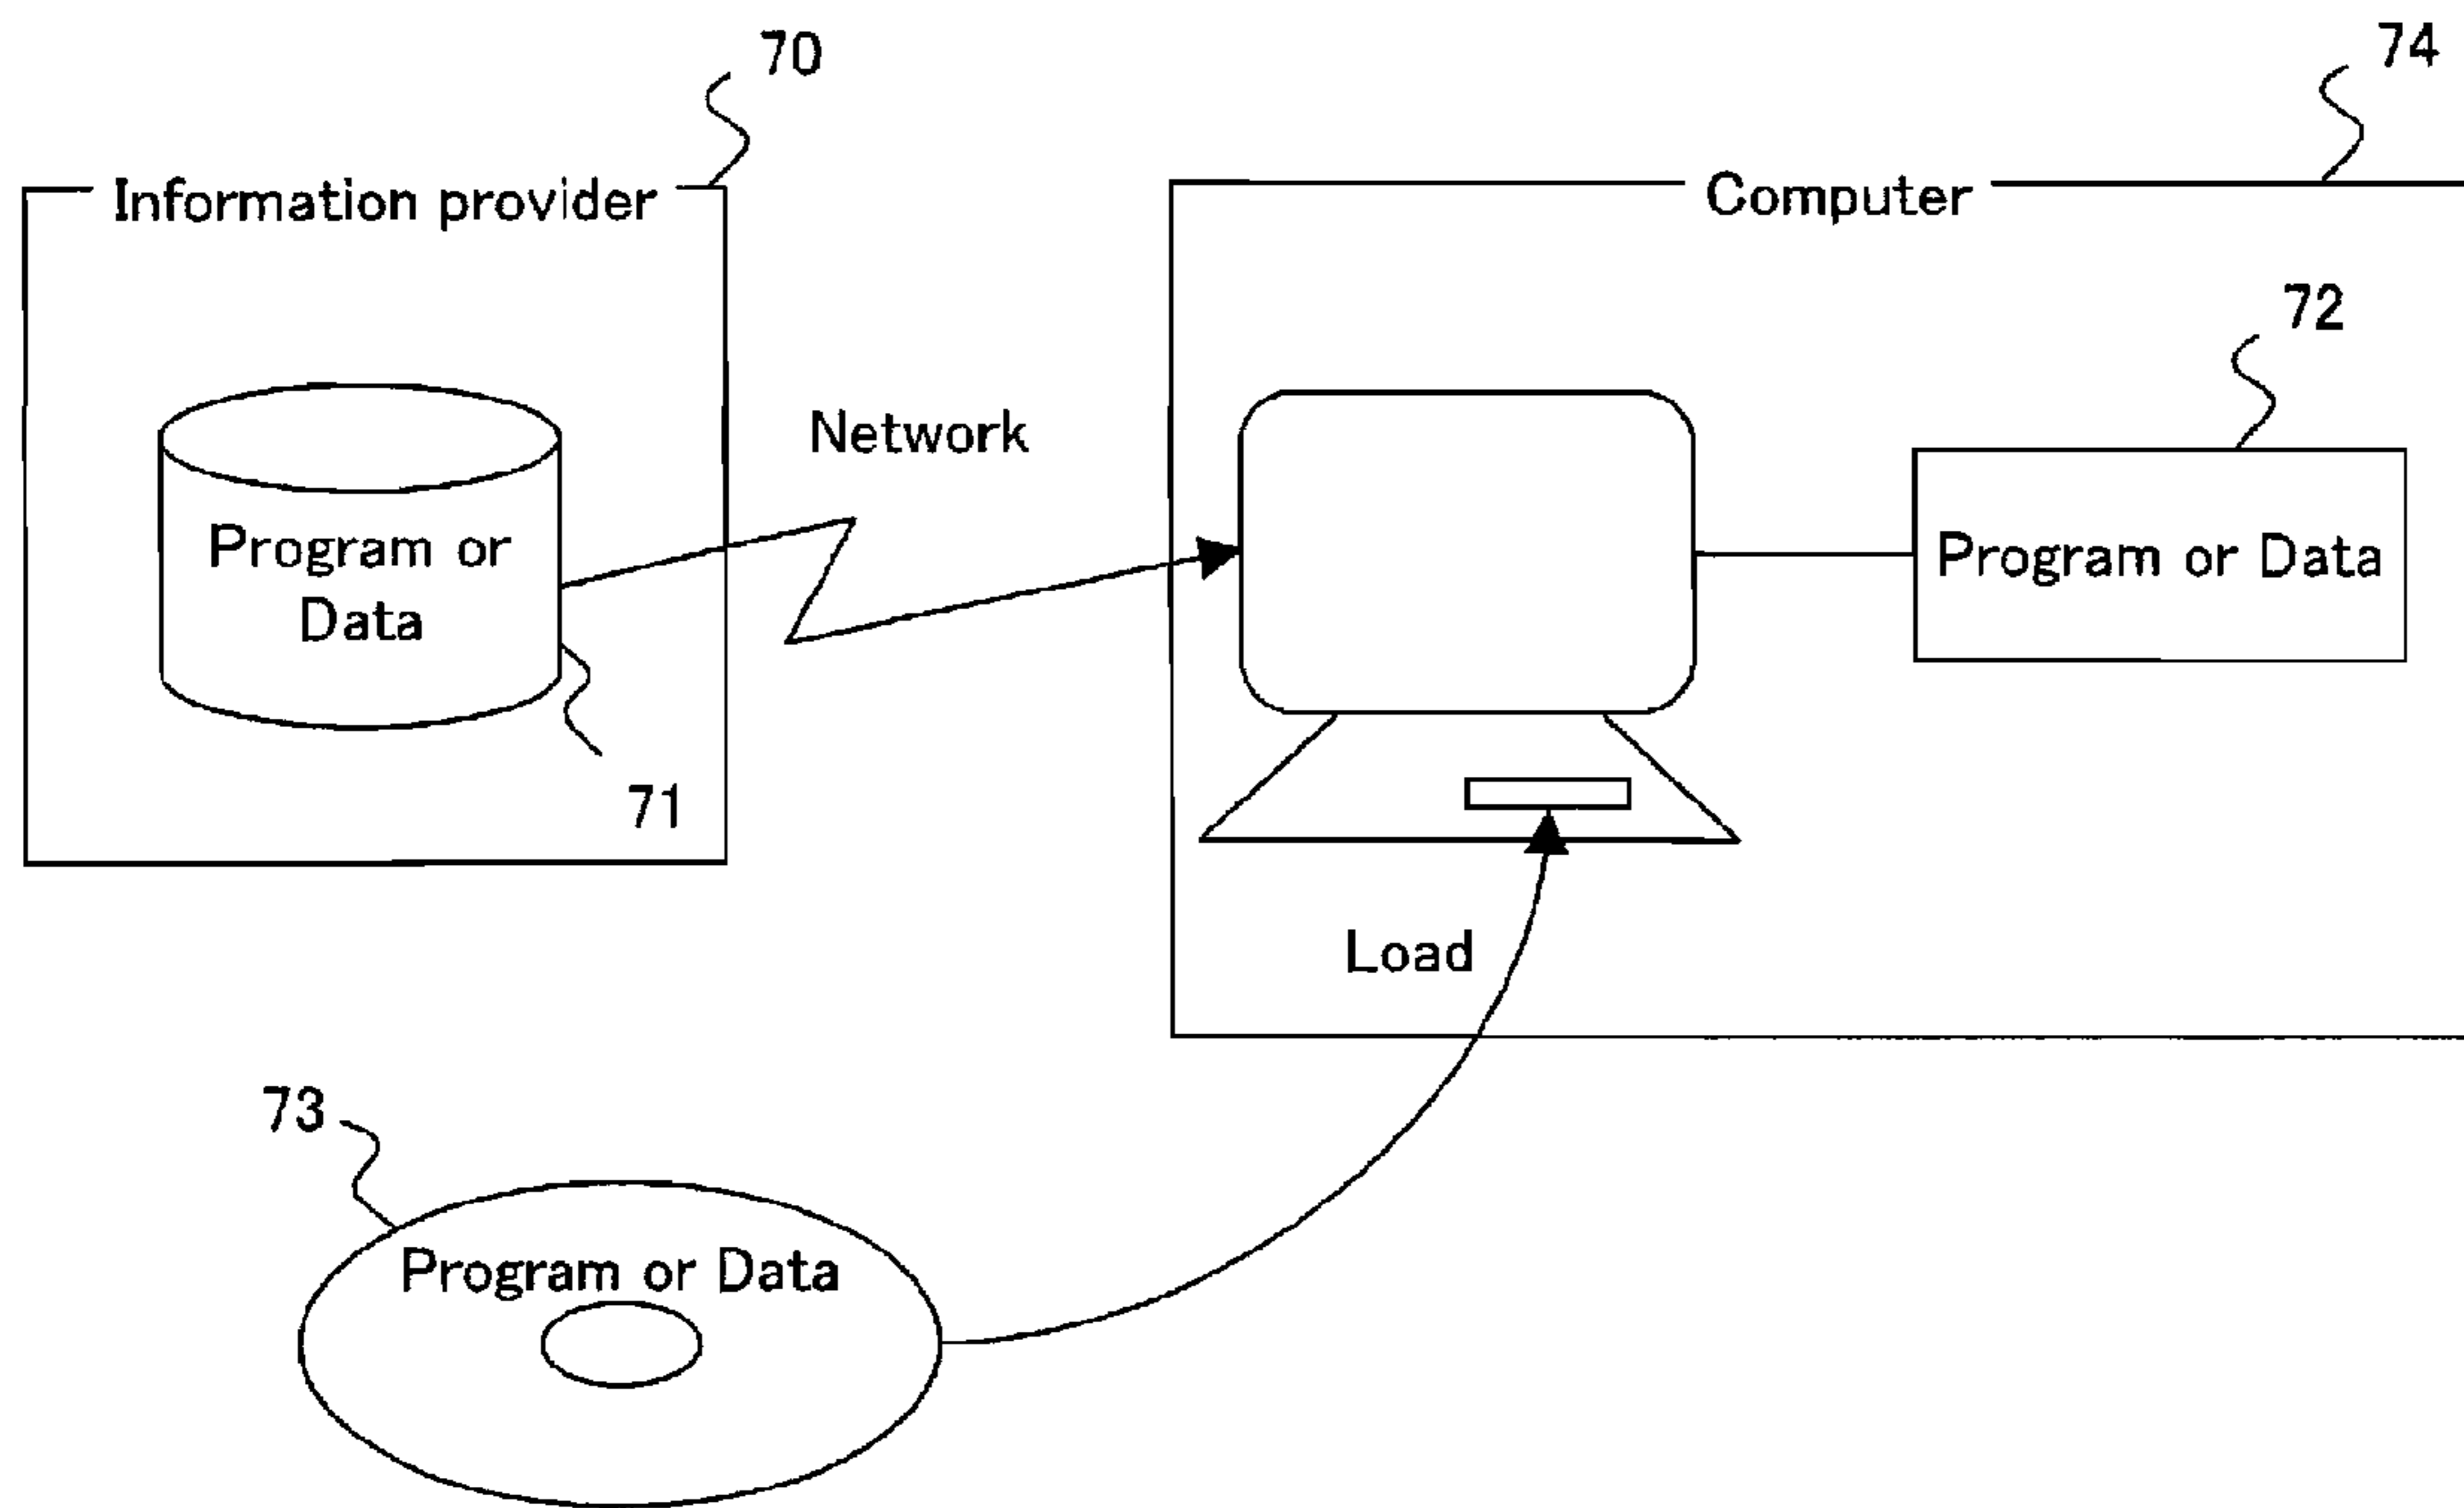 70
74
Information provider
Computer
72
Network
Program or
Data
Program or Data
71
Load
73
Program or Data